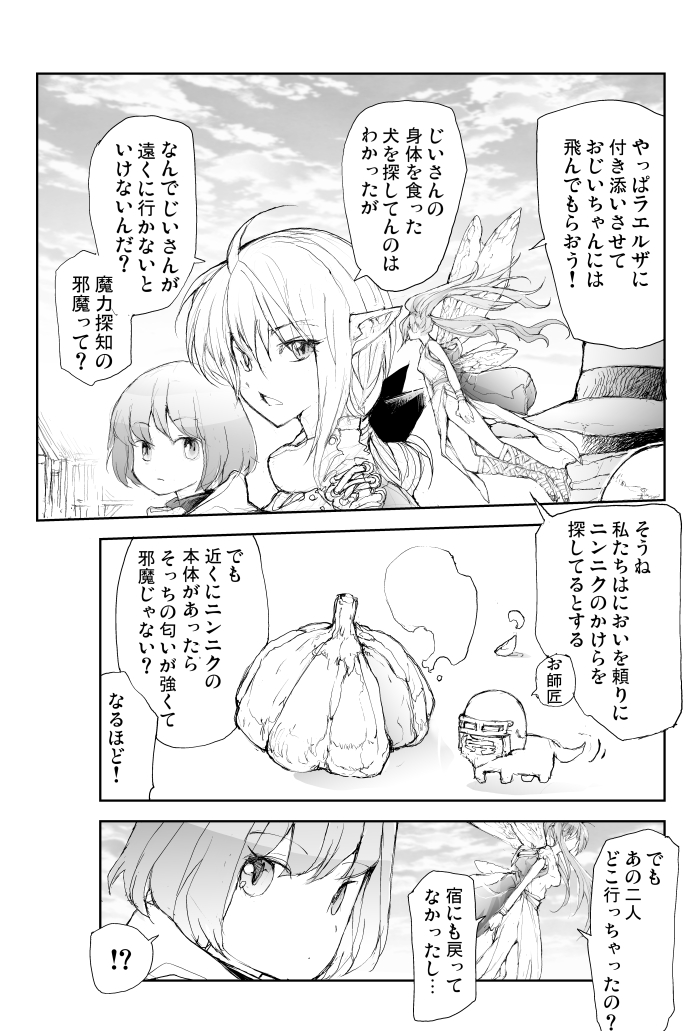 やっぱラエルザに
付き添いさせて
おじいちゃんには
飛んでもらおう!
じいさんの
身体を食った
犬を探してんのは
わかったが
なんでじいさんが
遠くに行かないと
いけないんだ?
魔力探知の
邪魔って?
そうね
私たちはにおいを頼りに
ニンニクのかけらを
探してるとする
お師匠
でも
近くにニンニクの
本体があったら
そっちの匂いが強くて
邪魔じゃない?
なるほど!
でも
あの二人
どこ行っちゃったの?
宿にも戻って
なかったし…
!?